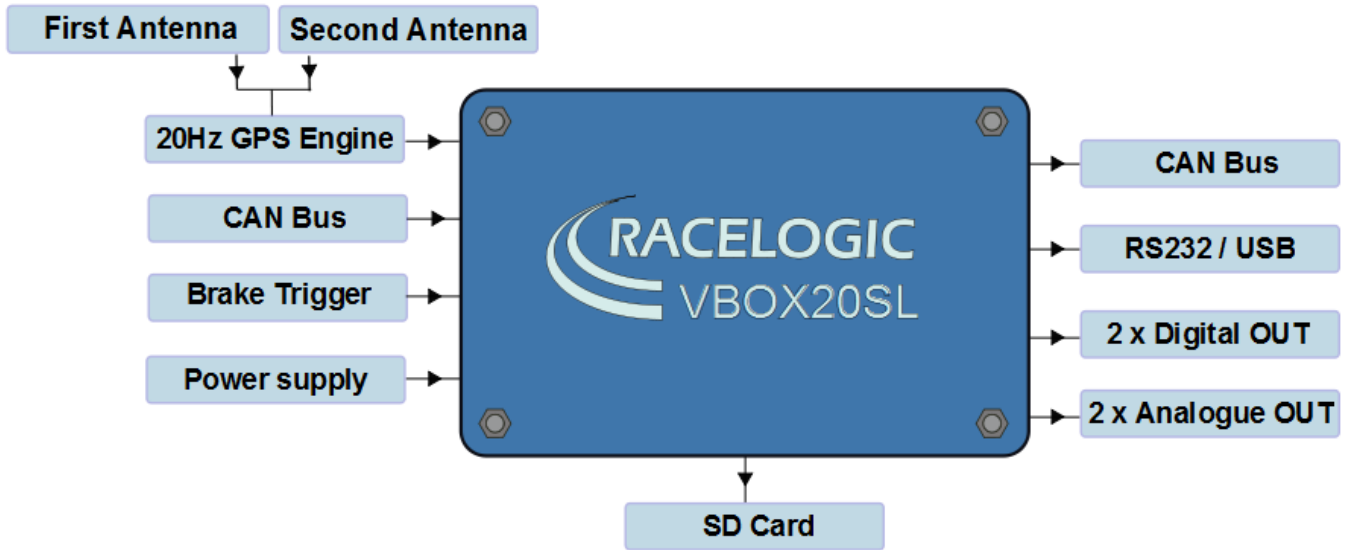 First Antenna
Second Antenna
20Hz GPS Engine
CAN Bus
Brake Trigger
Power supply
RACELOGIC
VBOX20SL
CAN Bus
RS232 / USB
2 x Digital OUT
2 x Analogue OUT
SD Card